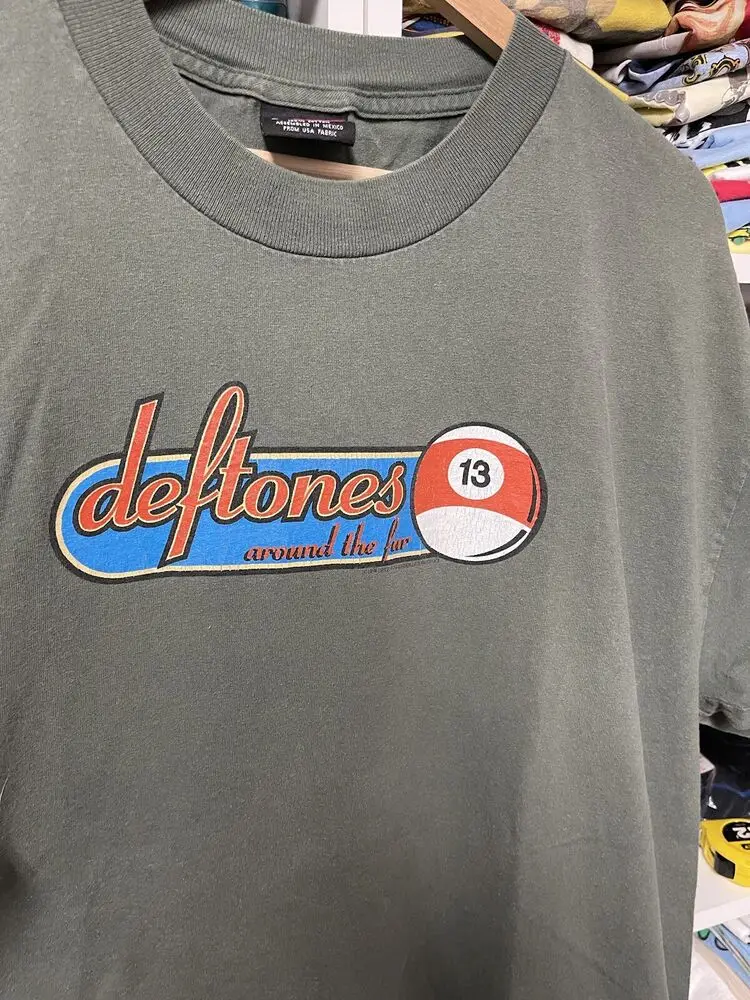 ASSEMBLED IN MEXICO
FROM USA FABRIC
deftones
13
around the fur